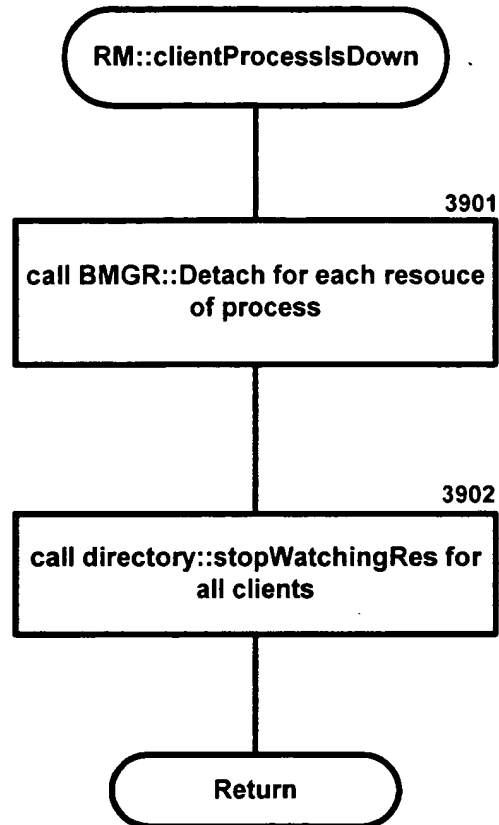 RM::clientProcessIsDown
3901
call BMGR::Detach for each resouce
of process
3902
call directory::stopWatchingRes for
all clients
Return